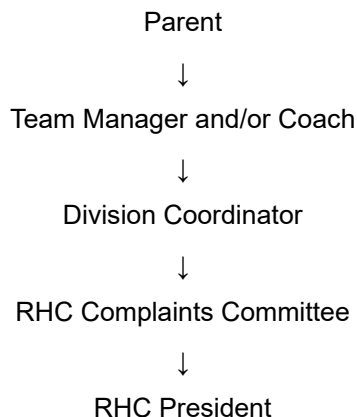 Parent
↓
Team Manager and/or Coach
↓
Division Coordinator
↓
RHC Complaints Committee
↓
RHC President